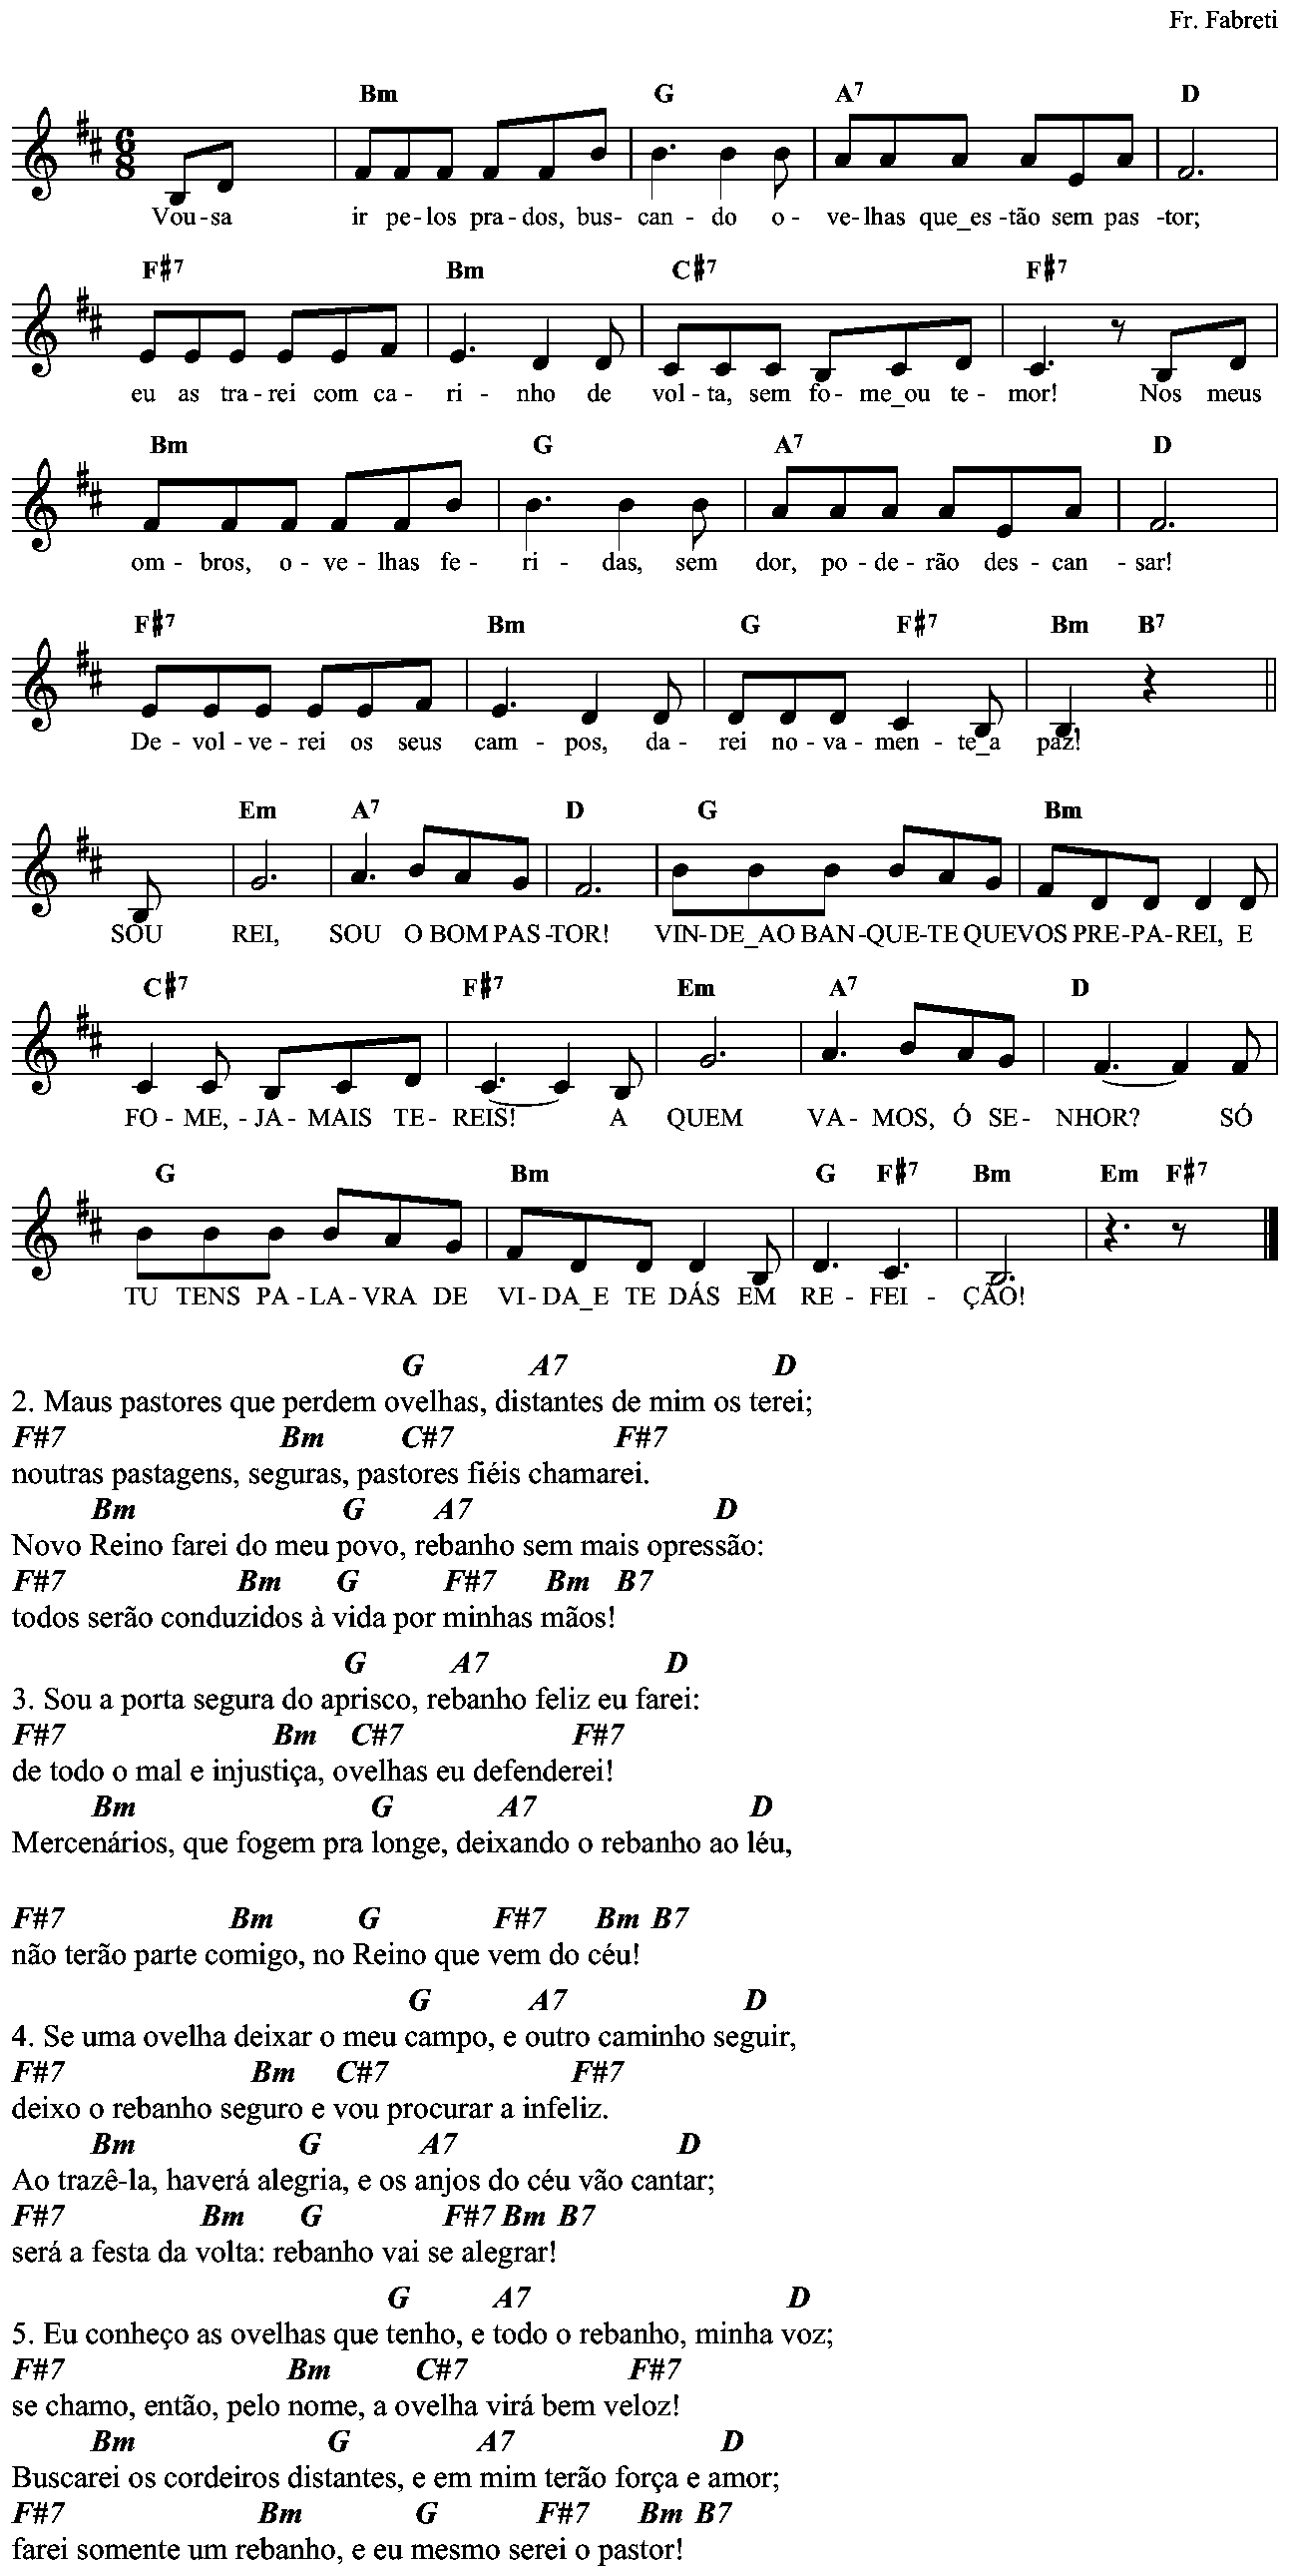 Fr. Fabreti
Bm G A7 D
6
8
Vou - sa ir pe - los pra - dos, bus- can - do o - ve - lhas que_es - tão sem pas -tor;
F#7 Bm C#7 F#7
eu as tra - rei com ca - ri - nho de vol - ta, sem fo - me_ou te - mor! Nos meus
Bm G A7 D
om - bros, o - ve - lhas fe - ri - das, sem dor, po - de - rão des - can - sar!
F#7 Bm G F#7 Bm B7
De - vol - ve - rei os seus cam - pos, da - rei no - va - men - te_a paz!
Em A7 D G Bm
SOU REI, SOU O BOM PAS -TOR! VIN - DE_AO BAN -QUE-TE QUE VOS PRE - PA - REI, E
C#7 F#7 Em A7 D
FO - ME, - JA - MAIS TE - REIS! A QUEM VA - MOS, Ó SE - NHOR? SÓ
G Bm G F#7 Bm Em F#7
TU TENS PA - LA - VRA DE VI - DA_E TE DÁS EM RE - FEI - ÇÃO!
G A7 D
2. Maus pastores que perdem ovelhas, distantes de mim os terei;
F#7 Bm C#7 F#7
noutras pastagens, seguras, pastores fiéis chamarei.
Bm G A7 D
Novo Reino farei do meu povo, rebanho sem mais opressão:
F#7 Bm G F#7 Bm B7
todos serão conduzidos à vida por minhas mãos!
G A7 D
3. Sou a porta segura do aprisco, rebanho feliz eu farei:
F#7 Bm C#7 F#7
de todo o mal e injustiça, ovelhas eu defenderei!
Bm G A7 D
Mercenários, que fogem pra longe, deixando o rebanho ao léu,
F#7 Bm G F#7 Bm B7
não terão parte comigo, no Reino que vem do céu!
G A7 D
4. Se uma ovelha deixar o meu campo, e outro caminho seguir,
F#7 Bm C#7 F#7
deixo o rebanho seguro e vou procurar a infeliz.
Bm G A7 D
Ao trazê-la, haverá alegria, e os anjos do céu vão cantar;
F#7 Bm G F#7 Bm B7
será a festa da volta: rebanho vai se alegrar!
G A7 D
5. Eu conheço as ovelhas que tenho, e todo o rebanho, minha voz;
F#7 Bm C#7 F#7
se chamo, então, pelo nome, a ovelha virá bem veloz!
Bm G A7 D
Buscarei os cordeiros distantes, e em mim terão força e amor;
F#7 Bm G F#7 Bm B7
farei somente um rebanho, e eu mesmo serei o pastor!